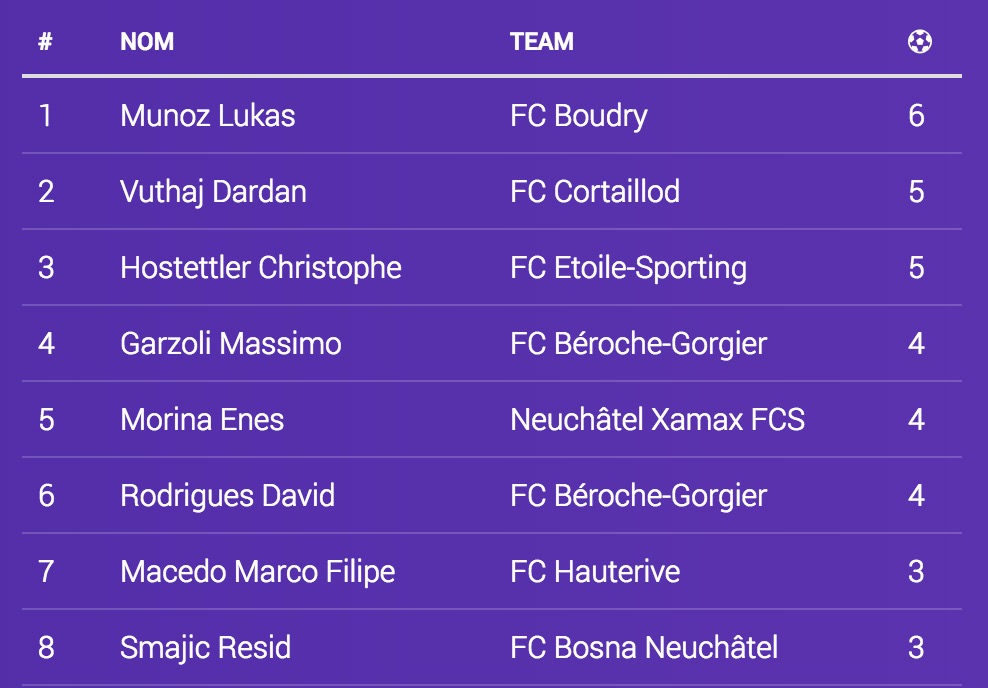 # NOM TEAM
1 Munoz Lukas FC Boudry 6
2 Vuthaj Dardan FC Cortaillod 5
3 Hostettler Christophe FC Etoile-Sporting 5
4 Garzoli Massimo FC Béroche-Gorgier 4
5 Morina Enes Neuchâtel Xamax FCS 4
6 Rodrigues David FC Béroche-Gorgier 4
7 Macedo Marco Filipe FC Hauterive 3
8 Smajic Resid FC Bosna Neuchâtel 3